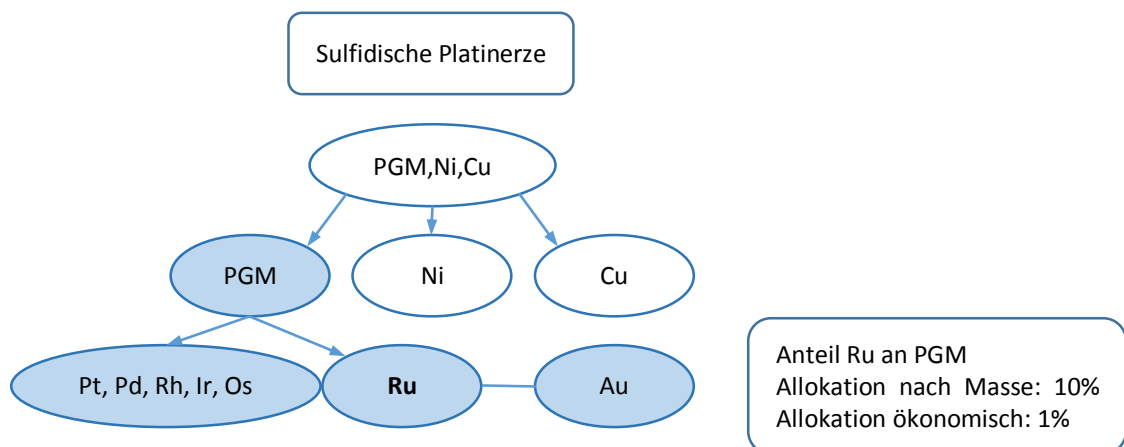 Sulfidische Platinerze
PGM,Ni,Cu
PGM
Ni
Cu
Pt, Pd, Rh, Ir, Os
Ru
Au
Anteil Ru an PGM
Allokation nach Masse: 10%
Allokation ökonomisch: 1%